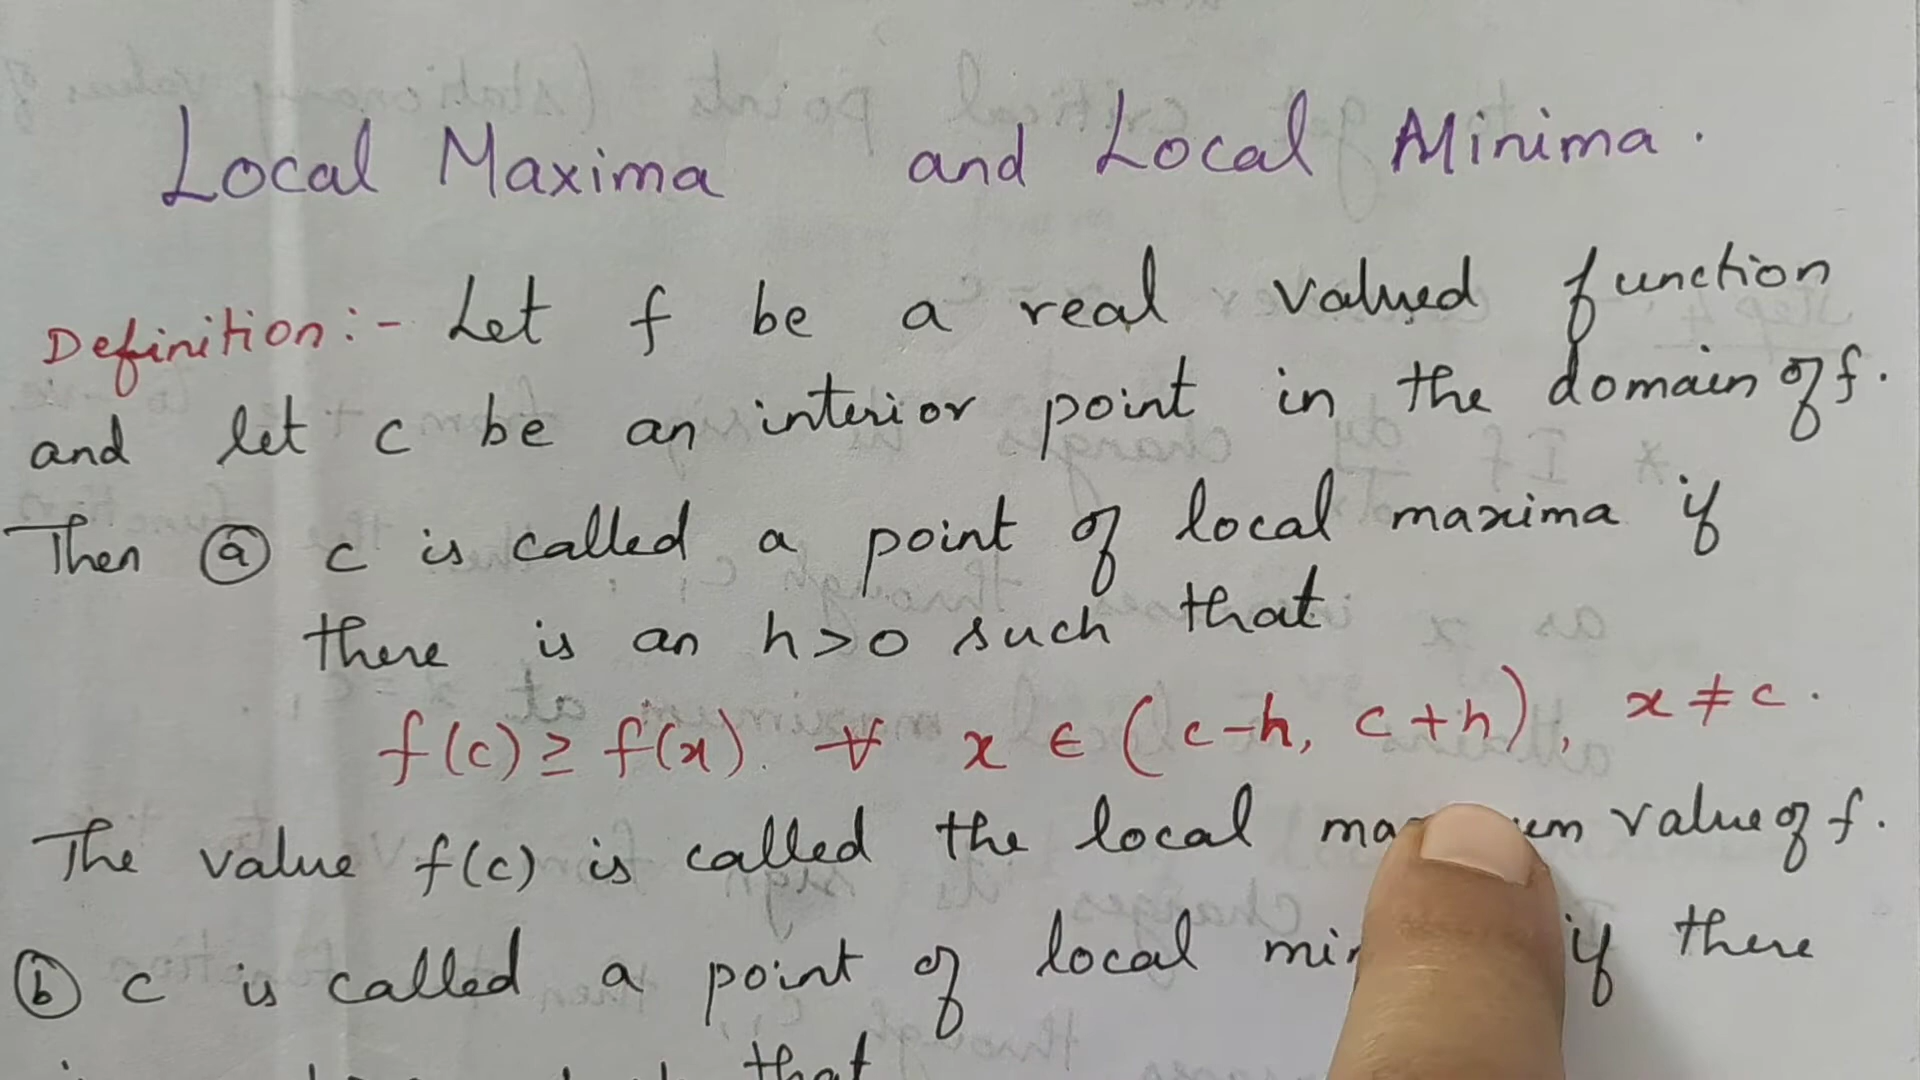 Local Maxima and Local Minima.
Definition:- Let f be a real valued function
and let c be an interior point in the domain of f.
Then ⓐ c is called a point of local maxima if
there is an h>0 such that
f(c) ≥ f(x). ∀ x ∈ (c-h, c+h), x ≠ c.
The value f(c) is called the local value of f.
ⓑ c is called a point of local if there
that